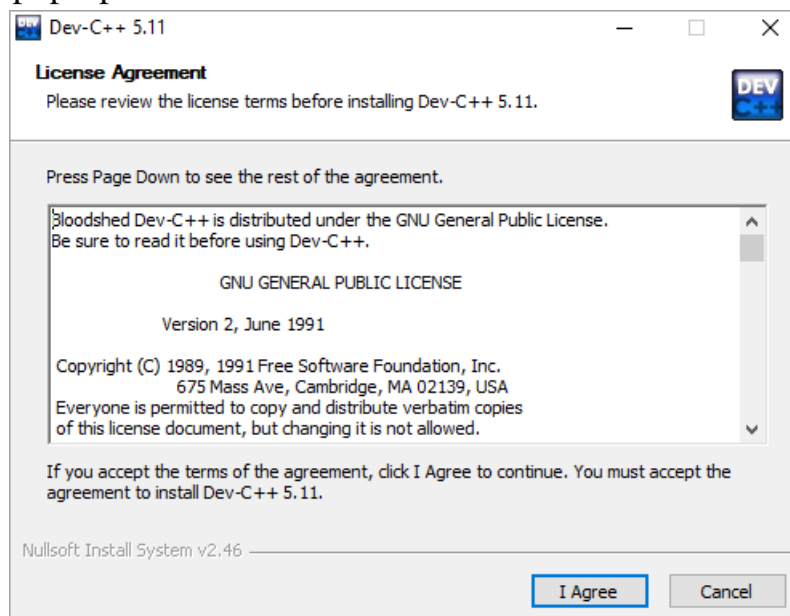 Dev-C++ 5.11
License Agreement
Please review the license terms before installing Dev-C++ 5.11.
DEV
C++
Press Page Down to see the rest of the agreement.
Bloodshed Dev-C++ is distributed under the GNU General Public License.
Be sure to read it before using Dev-C++.
GNU GENERAL PUBLIC LICENSE
Version 2, June 1991
Copyright (C) 1989, 1991 Free Software Foundation, Inc.
675 Mass Ave, Cambridge, MA 02139, USA
Everyone is permitted to copy and distribute verbatim copies
of this license document, but changing it is not allowed.
If you accept the terms of the agreement, click I Agree to continue. You must accept the
agreement to install Dev-C++ 5.11.
Nullsoft Install System v2.46
I Agree
Cancel